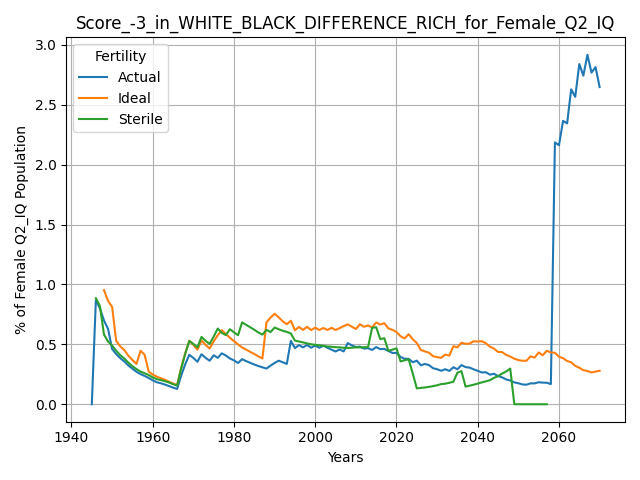 Score_-3_in_WHITE_BLACK_DIFFERENCE_RICH_for_Female_Q2_IQ
Fertility
Actual
Ideal
Sterile
% of Female Q2_IQ Population
3.0
2.5
2.0
1.5
1.0
0.5
0.0
1940 1960 1980 2000 2020 2040 2060
Years